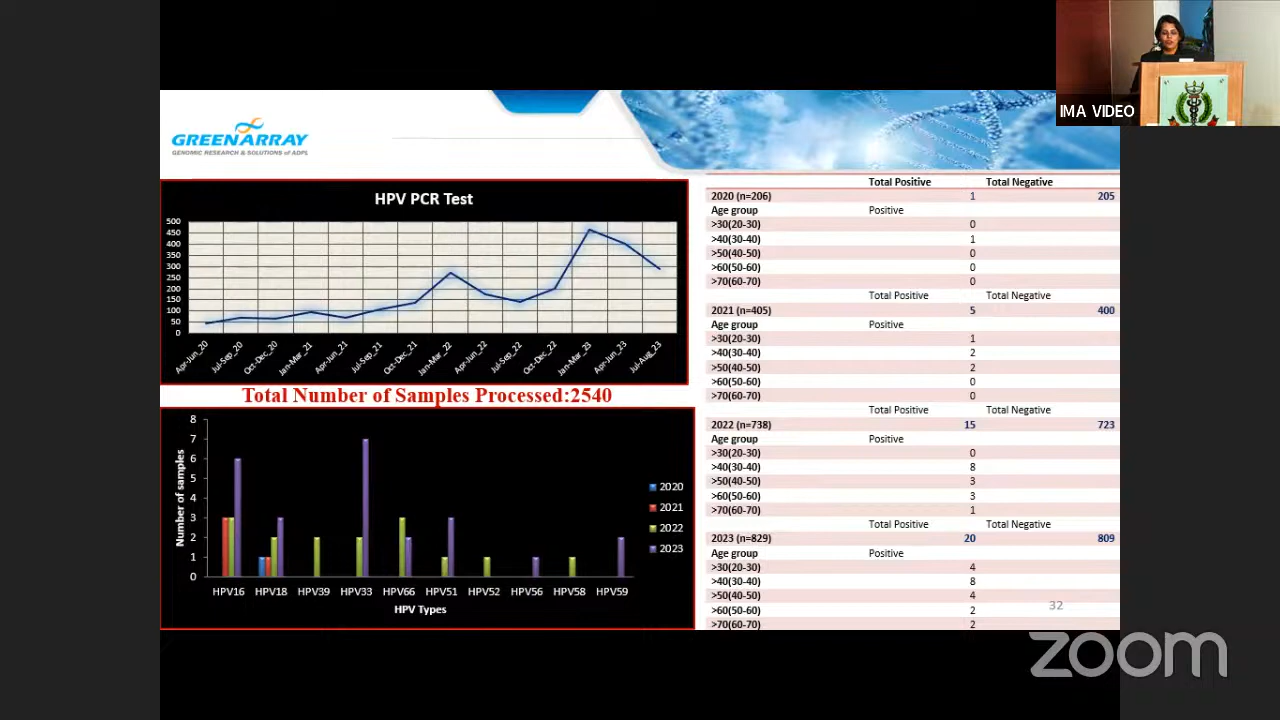 IMA VIDEO
GREENARRAY
GENOMIC RESEARCH & SOLUTIONS of ADPL
HPV PCR Test
500
450
400
350
300
250
200
150
100
50
0
Apr-Jun_20
Jul-Sep_20
Oct-Dec_20
Jan-Mar_21
Apr-Jun_21
Jul-Sep_21
Oct-Dec_21
Jan-Mar_22
Apr-Jun_22
Jul-Sep_22
Oct-Dec_22
Jan-Mar_23
Apr-Jun_23
Jul-Aug_23
Total Number of Samples Processed:2540
Number of samples
8
7
6
5
4
3
2
1
0
HPV16 HPV18 HPV39 HPV33 HPV66 HPV51 HPV52 HPV56 HPV58 HPV59
HPV Types
2020
2021
2022
2023
Total Positive Total Negative
2020 (n=206) 1 205
Age group Positive
>30(20-30) 0
>40(30-40) 1
>50(40-50) 0
>60(50-60) 0
>70(60-70) 0
Total Positive Total Negative
2021 (n=405) 5 400
Age group Positive
>30(20-30) 1
>40(30-40) 2
>50(40-50) 2
>60(50-60) 0
>70(60-70) 0
Total Positive Total Negative
2022 (n=738) 15 723
Age group Positive
>30(20-30) 0
>40(30-40) 8
>50(40-50) 3
>60(50-60) 3
>70(60-70) 1
Total Positive Total Negative
2023 (n=829) 20 809
Age group Positive
>30(20-30) 4
>40(30-40) 8
>50(40-50) 4
>60(50-60) 2
>70(60-70) 2
32
zoom